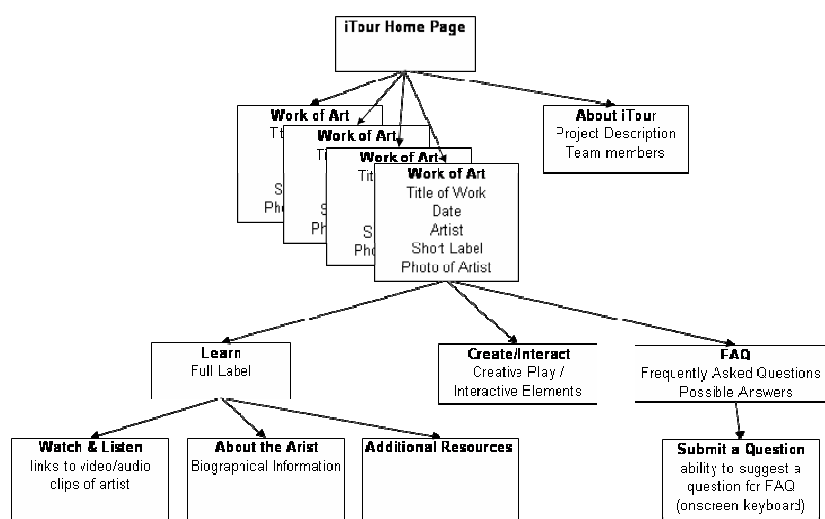 iTour Home Page
Work of Art
Work of Art
Work of Art
Work of Art
Title of Work
Date
Artist
Short Label
Photo of Artist
About iTour
Project Description
Team members
Learn
Full Label
Create/Interact
Creative Play /
Interactive Elements
FAQ
Frequently Asked Questions
Possible Answers
Watch & Listen
links to video/audio
clips of artist
About the Arist
Biographical Information
Additional Resources
Submit a Question
ability to suggest a
question for FAQ
(onscreen keyboard)